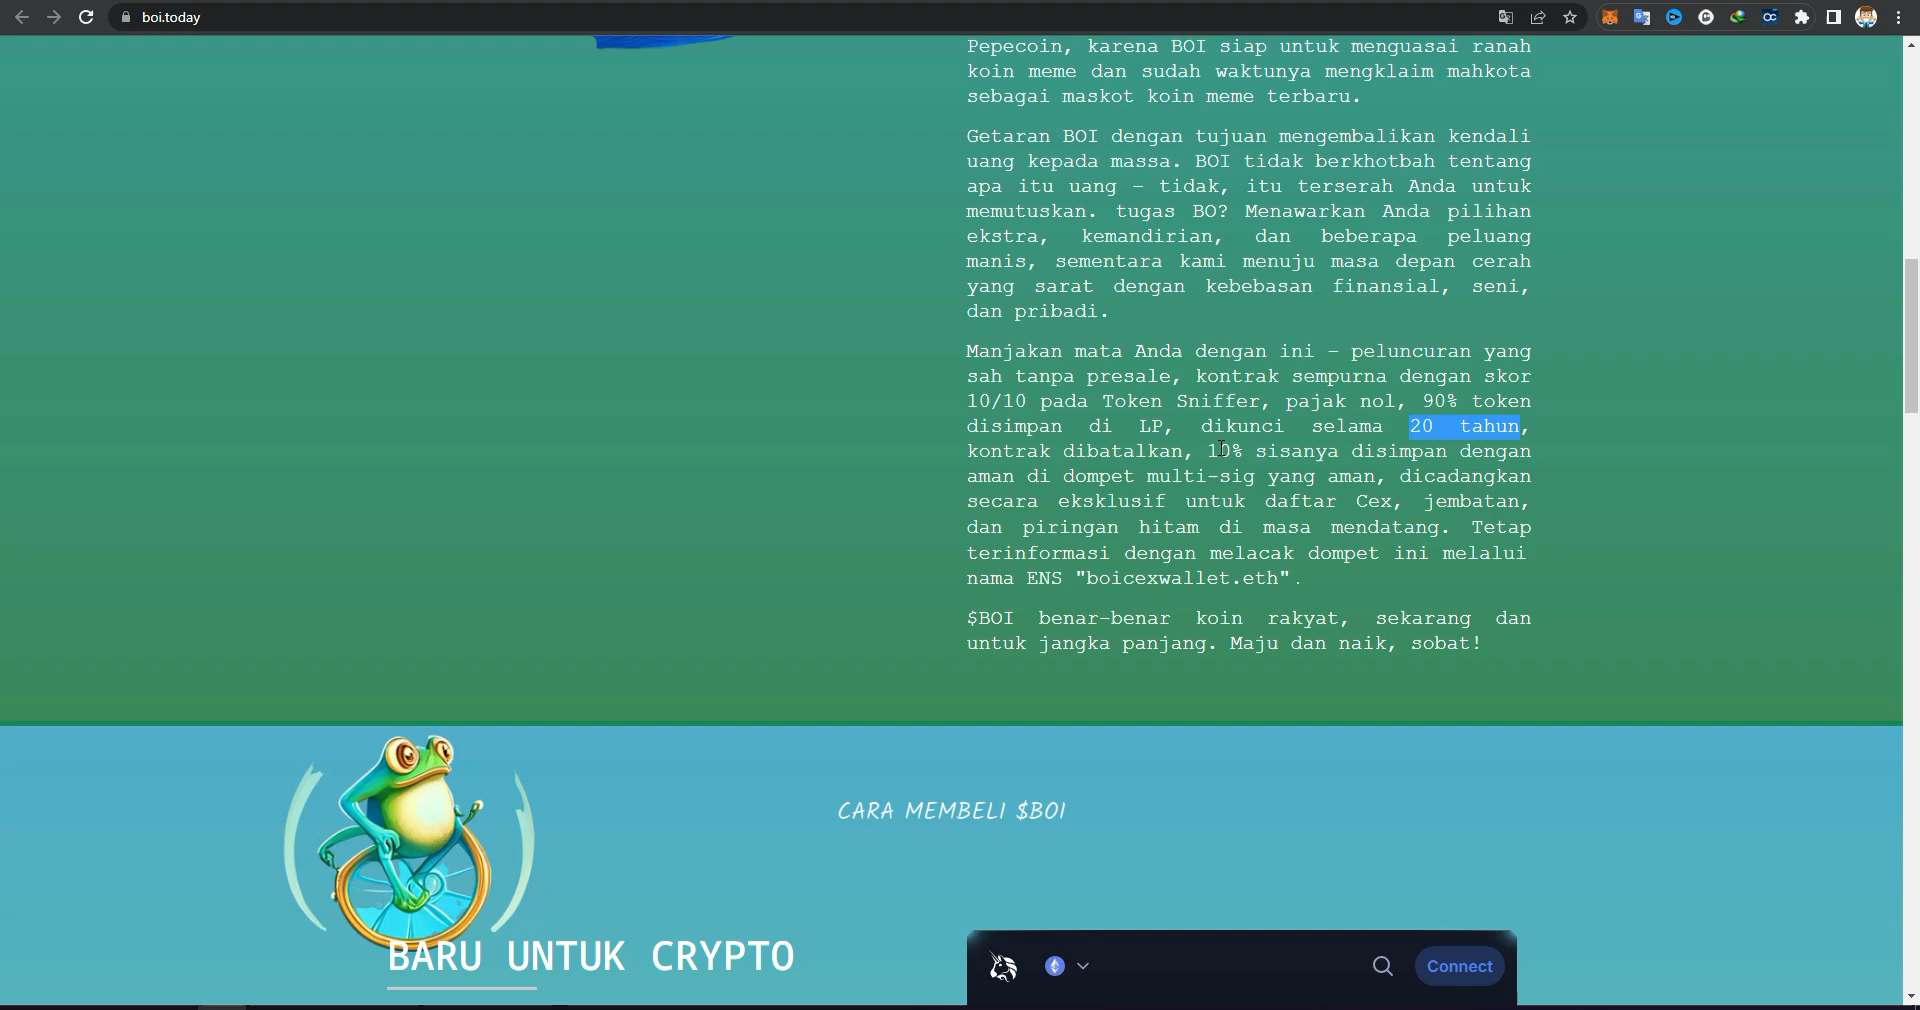 boi.today
Pepecoin, karena BOI siap untuk menguasai ranah
koin meme dan sudah waktunya mengklaim mahkota
sebagai maskot koin meme terbaru.
Getaran BOI dengan tujuan mengembalikan kendali
uang kepada massa. BOI tidak berkhotbah tentang
apa itu uang – tidak, itu terserah Anda untuk
memutuskan. tugas BO? Menawarkan Anda pilihan
ekstra, kemandirian, dan beberapa peluang
manis, sementara kami menuju masa depan cerah
yang sarat dengan kebebasan finansial, seni,
dan pribadi.
Manjakan mata Anda dengan ini – peluncuran yang
sah tanpa presale, kontrak sempurna dengan skor
10/10 pada Token Sniffer, pajak nol, 90% token
disimpan di LP, dikunci selama 20 tahun,
kontrak dibatalkan, 10% sisanya disimpan dengan
aman di dompet multi-sig yang aman, dicadangkan
secara eksklusif untuk daftar Cex, jembatan,
dan piringan hitam di masa mendatang. Tetap
terinformasi dengan melacak dompet ini melalui
nama ENS "boicexwallet.eth".
$BOI benar-benar koin rakyat, sekarang dan
untuk jangka panjang. Maju dan naik, sobat!
CARA MEMBELI $BOI
BARU UNTUK CRYPTO
Connect